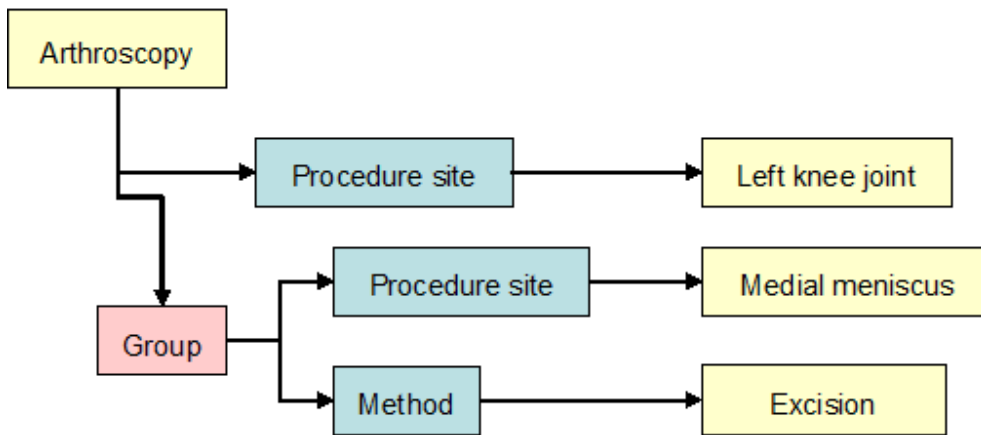 Arthroscopy
Procedure site
Left knee joint
Procedure site
Medial meniscus
Group
Method
Excision